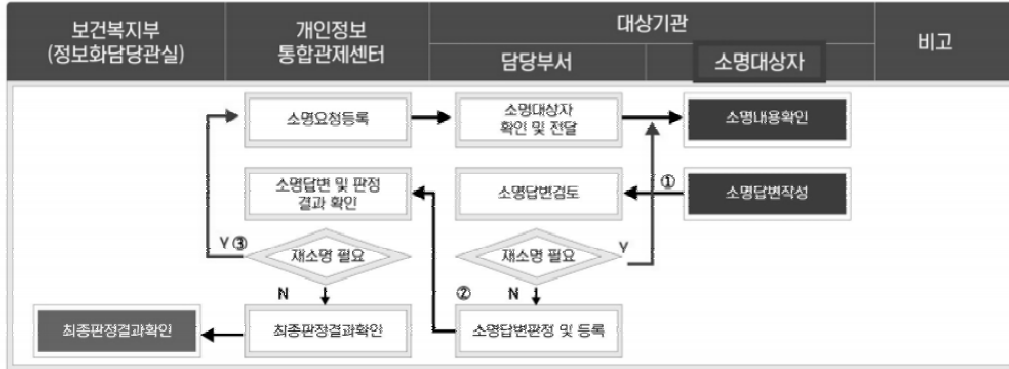 보건복지부
(정보화담당관실)
개인정보
통합관제센터
대상기관
담당부서
소명대상자
비고
소명요청등록
소명대상자
확인 및 전달
소명내용확인
소명답변 및 판정
결과 확인
소명답변검토
①
소명답변작성
Y ③
재소명 필요
재소명 필요
Y
N
②
N
최종판정결과확인
최종판정결과확인
소명답변판정 및 등록